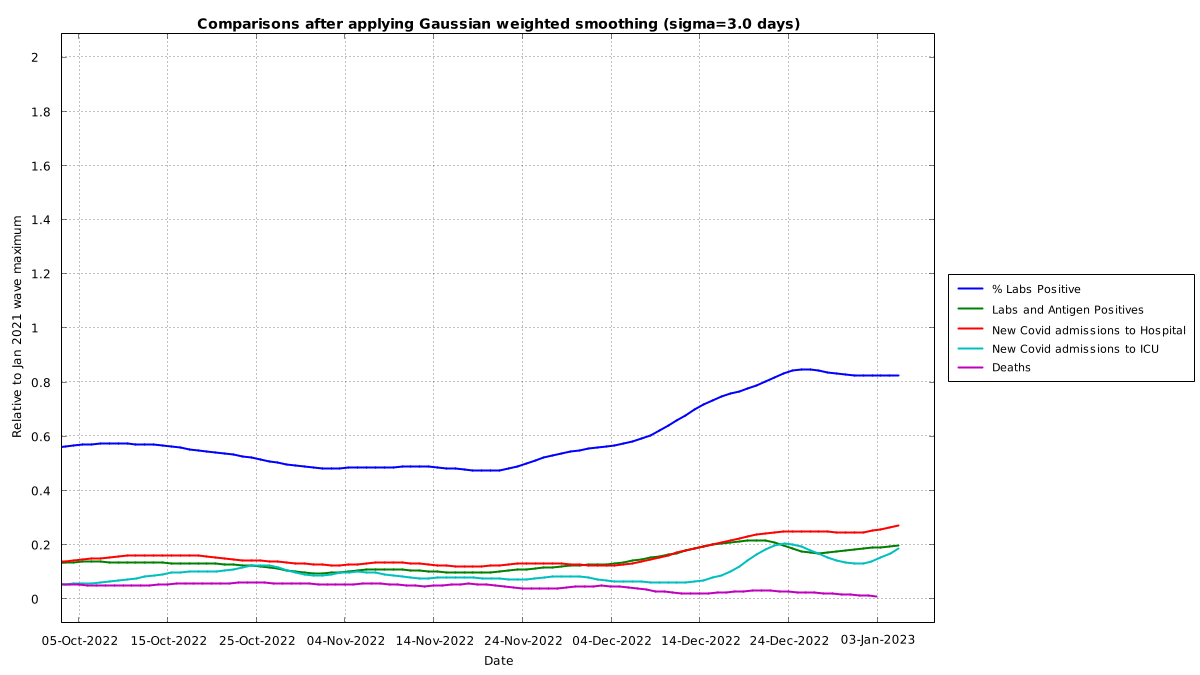 Comparisons after applying Gaussian weighted smoothing (sigma=3.0 days)
2
1.8
1.6
1.4
1.2
1
0.8
0.6
0.4
0.2
0
Relative to Jan 2021 wave maximum
05-Oct-2022 15-Oct-2022 25-Oct-2022 04-Nov-2022 14-Nov-2022 24-Nov-2022 04-Dec-2022 14-Dec-2022 24-Dec-2022 03-Jan-2023
Date
% Labs Positive
Labs and Antigen Positives
New Covid admissions to Hospital
New Covid admissions to ICU
Deaths